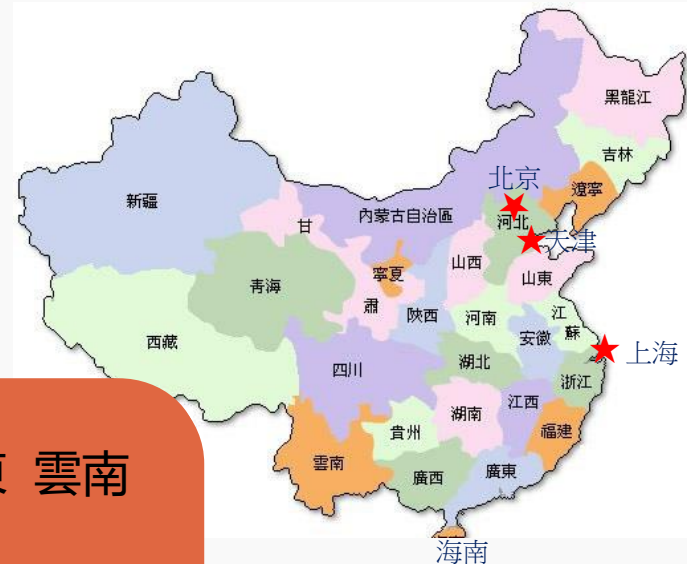 黑龍江
吉林
北京
遼寧
新疆
內蒙古自治區
河北
甘
天津
寧夏
山西
山東
青海
肅
陝西
河南
江
蘇
安徽
西藏
上海
四川
湖北
浙江
江西
湖南
貴州
福建
雲南
雲南
廣西
廣東
海南